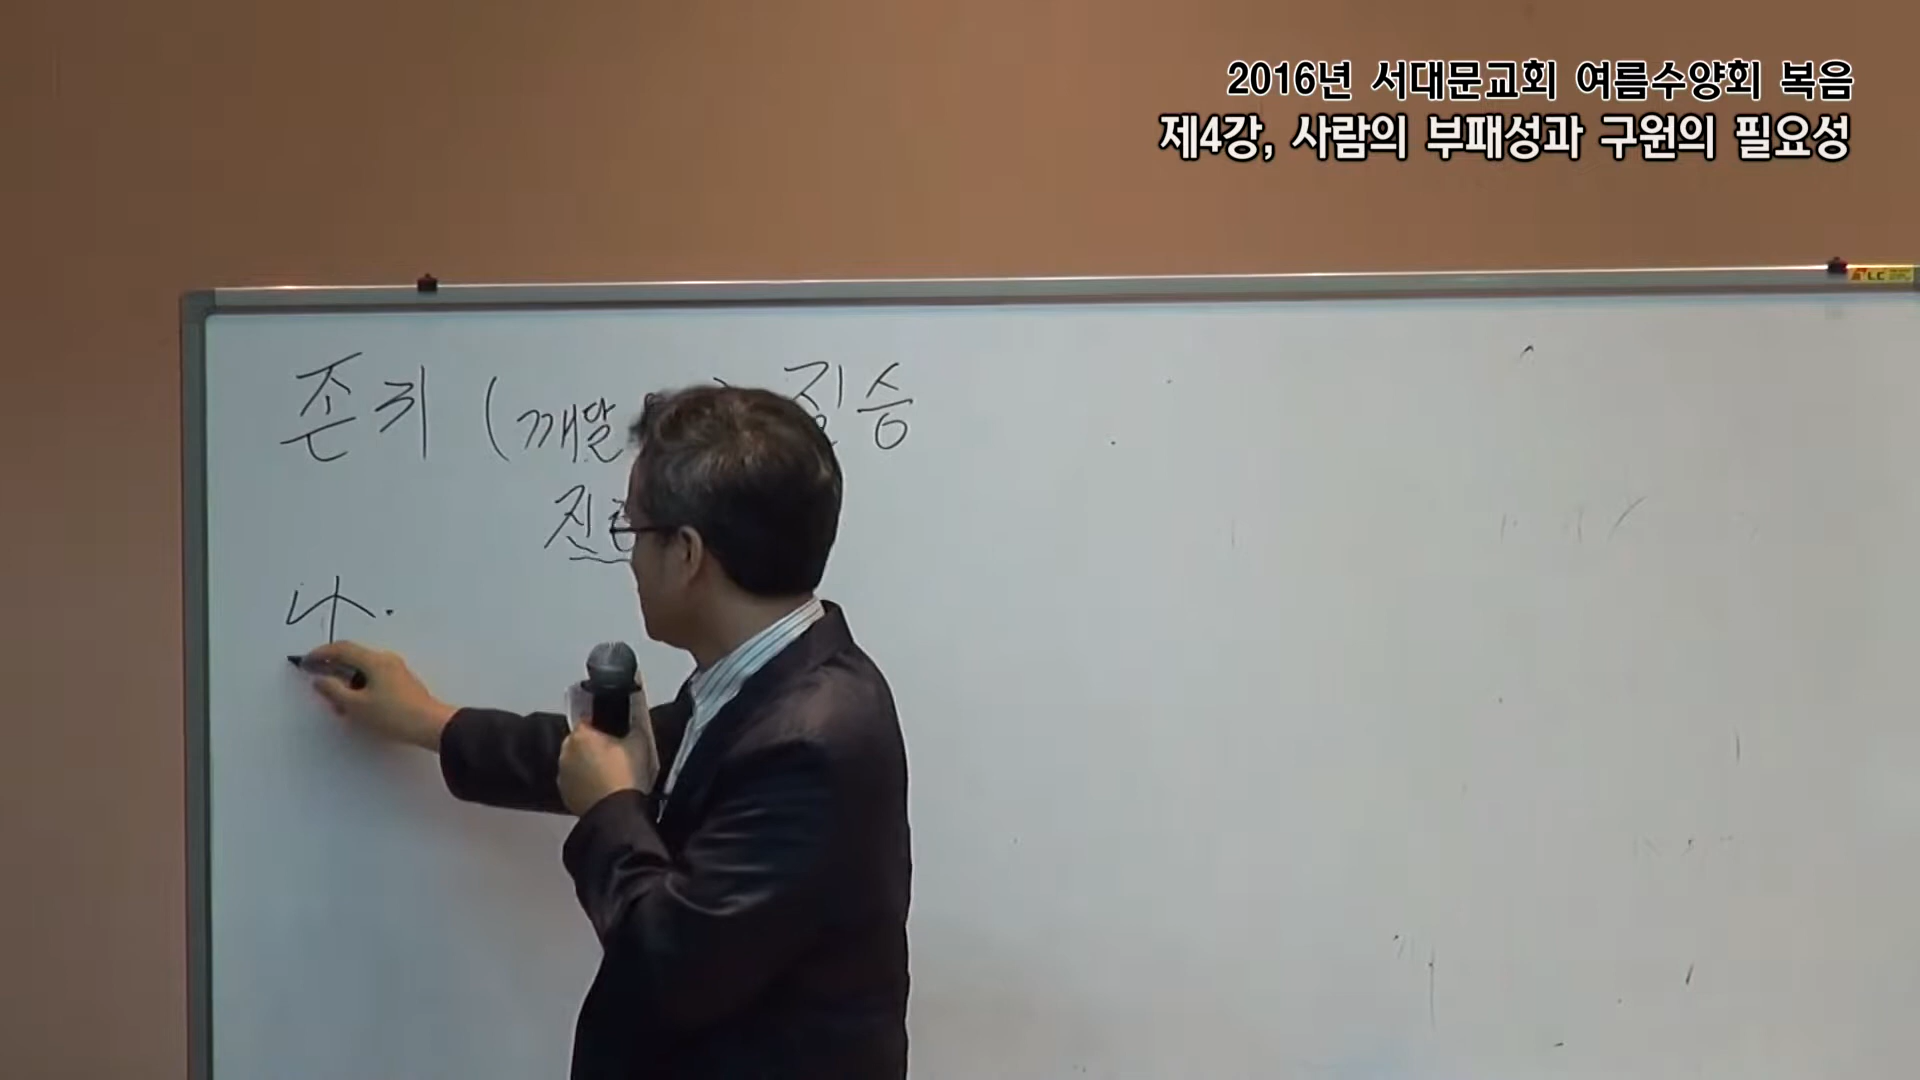 2016년 서대문교회 여름수양회 복음
제4강, 사람의 부패성과 구원의 필요성
존귀 (깨달 ) 짐승
나.